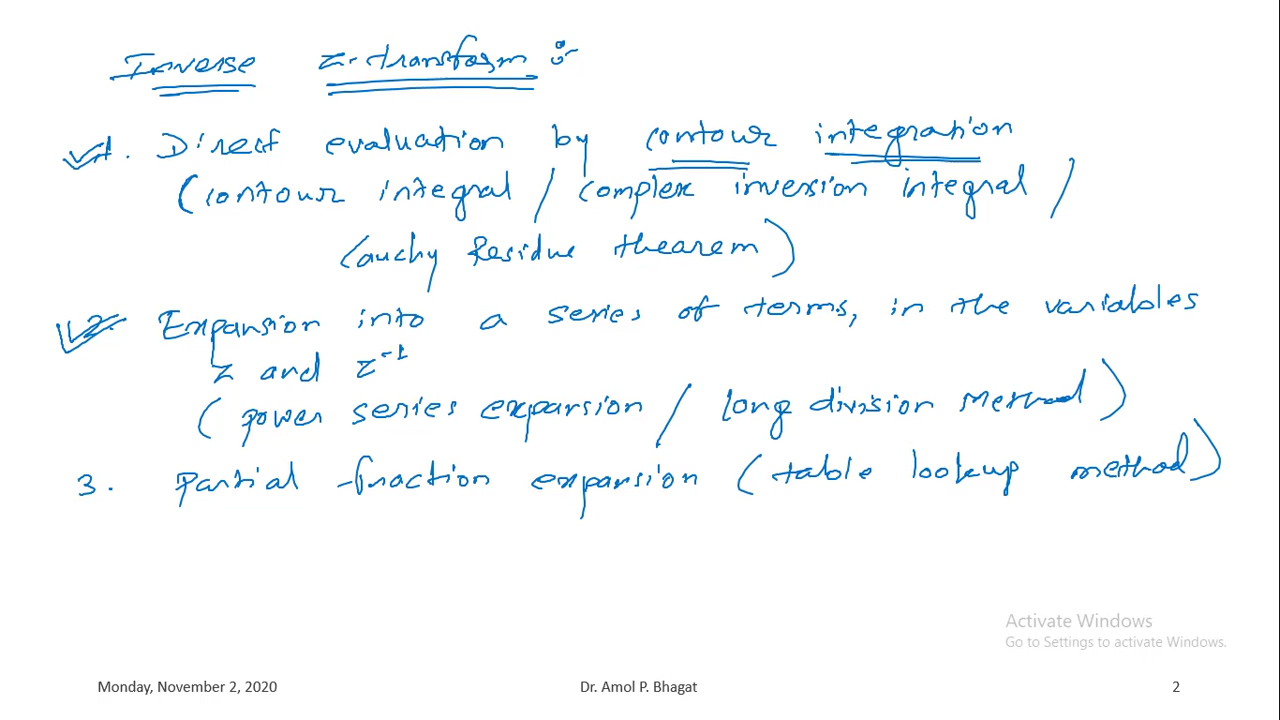 Inverse z-transform :-
1. Direct evaluation by contour integration
(contour integral / complex inversion integral /
Cauchy Residue thearem)
2. Expansion into a series of terms, in the variables
z and z⁻¹
(power series expansion / long division Method)
3. Partial -fraction expansion (table lookup method)
Activate Windows
Go to Settings to activate Windows.
Monday, November 2, 2020 Dr. Amol P. Bhagat 2